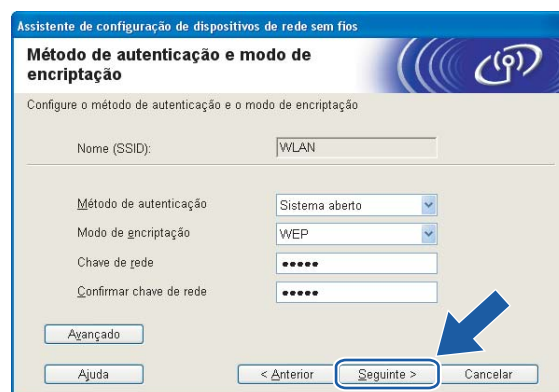 Assistente de configuração de dispositivos de rede sem fios
Método de autenticação e modo de
encriptação
Configure o método de autenticação e o modo de encriptação
Nome (SSID): WLAN
Método de autenticação Sistema aberto
Modo de encriptação WEP
Chave de rede •••••
Confirmar chave de rede •••••
Avançado
Ajuda < Anterior Seguinte > Cancelar